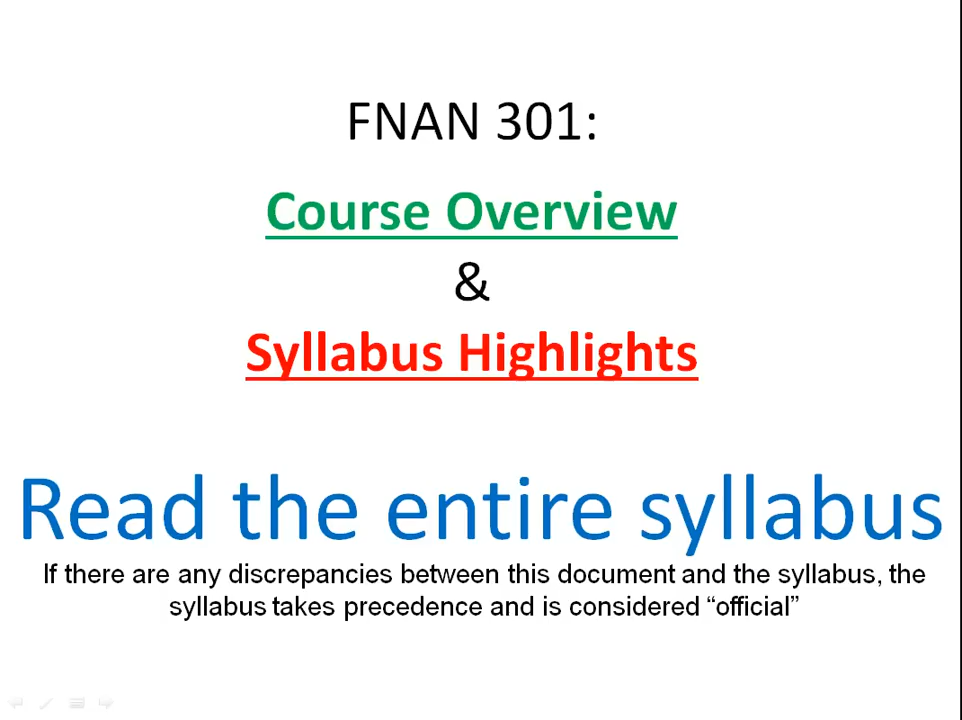 FNAN 301:
Course Overview
&
Syllabus Highlights
Read the entire syllabus
If there are any discrepancies between this document and the syllabus, the
syllabus takes precedence and is considered “official”